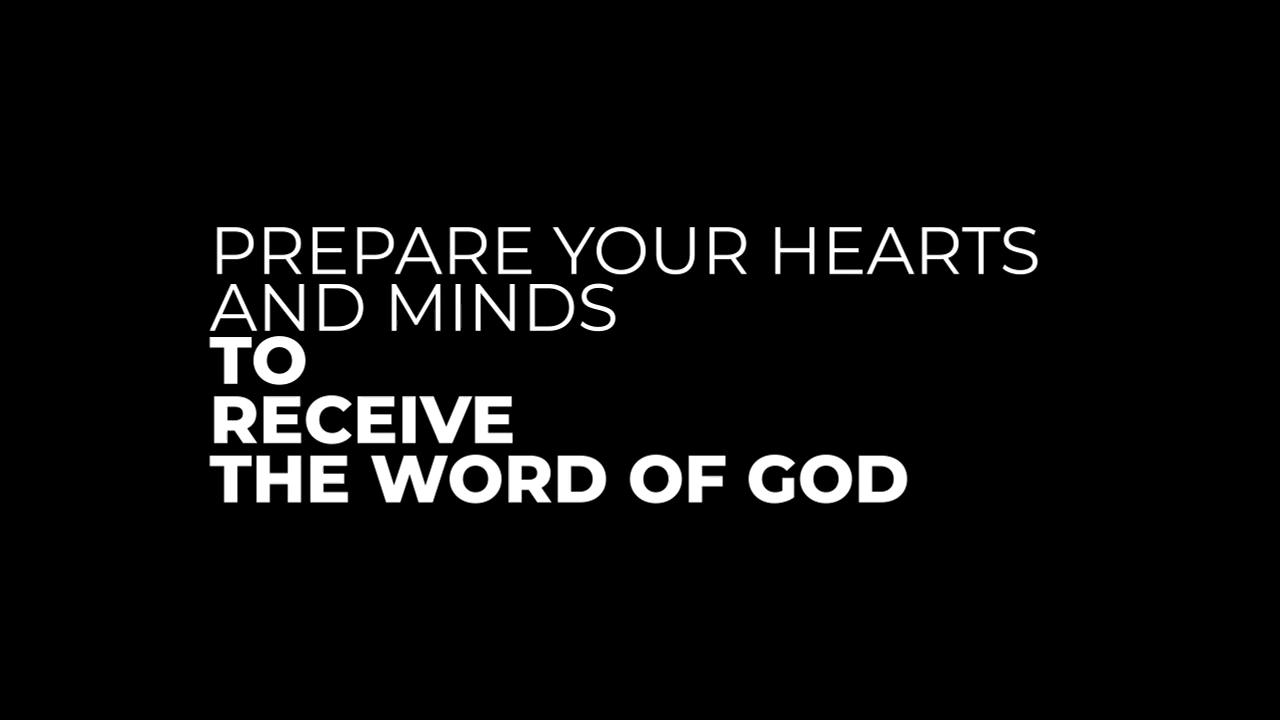 PREPARE YOUR HEARTS
AND MINDS
TO
RECEIVE
THE WORD OF GOD